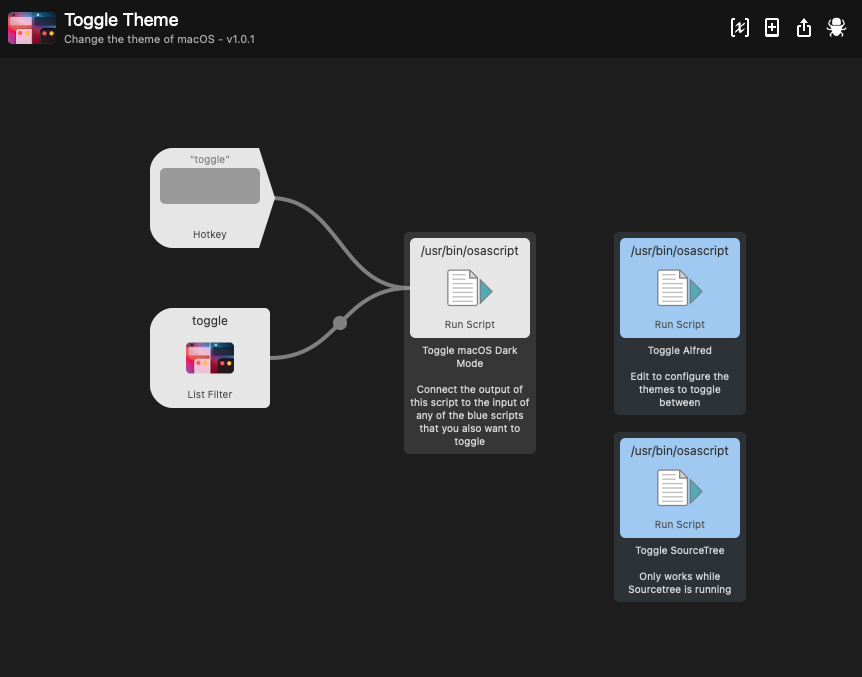 Toggle Theme
Change the theme of macOS - v1.0.1
"toggle"
Hotkey
toggle
List Filter
/usr/bin/osascript
Run Script
Toggle macOS Dark
Mode
Connect the output of
this script to the input of
any of the blue scripts
that you also want to
toggle
/usr/bin/osascript
Run Script
Toggle Alfred
Edit to configure the
themes to toggle
between
/usr/bin/osascript
Run Script
Toggle SourceTree
Only works while
Sourcetree is running